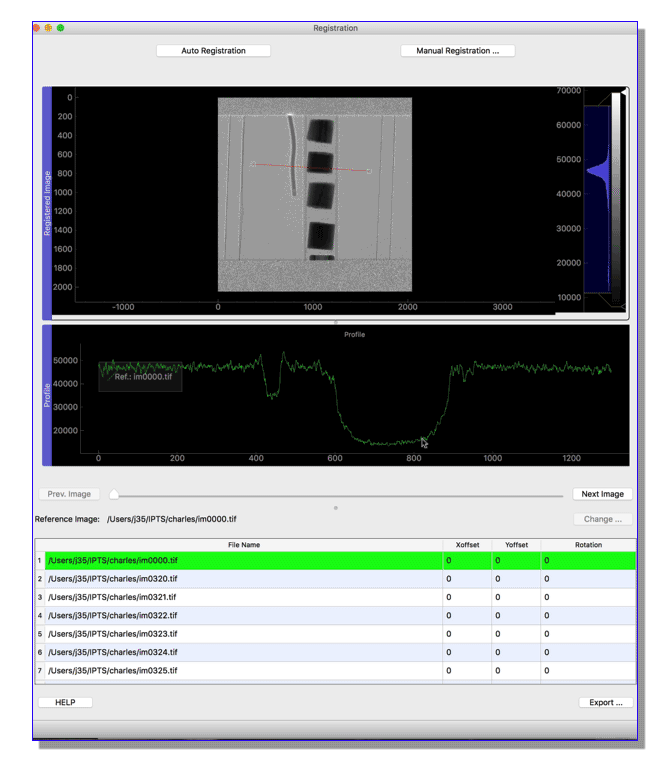 Registration
Auto Registration
Manual Registration ...
Registered Image
0
200
400
600
800
1000
1200
1400
1600
1800
2000
-1000 0 1000 2000 3000
70000
60000
50000
40000
30000
20000
10000
Profile
Profile
50000
40000
30000
20000
Ref.: im0000.tif
0 200 400 600 800 1000 1200
Prev. Image
Next Image
Reference Image: /Users/j35/IPTS/charles/im0000.tif
Change ...
File Name Xoffset Yoffset Rotation
1 /Users/j35/IPTS/charles/im0000.tif 0 0 0
2 /Users/j35/IPTS/charles/im0320.tif 0 0 0
3 /Users/j35/IPTS/charles/im0321.tif 0 0 0
4 /Users/j35/IPTS/charles/im0322.tif 0 0 0
5 /Users/j35/IPTS/charles/im0323.tif 0 0 0
6 /Users/j35/IPTS/charles/im0324.tif 0 0 0
7 /Users/j35/IPTS/charles/im0325.tif 0 0 0
HELP
Export ...